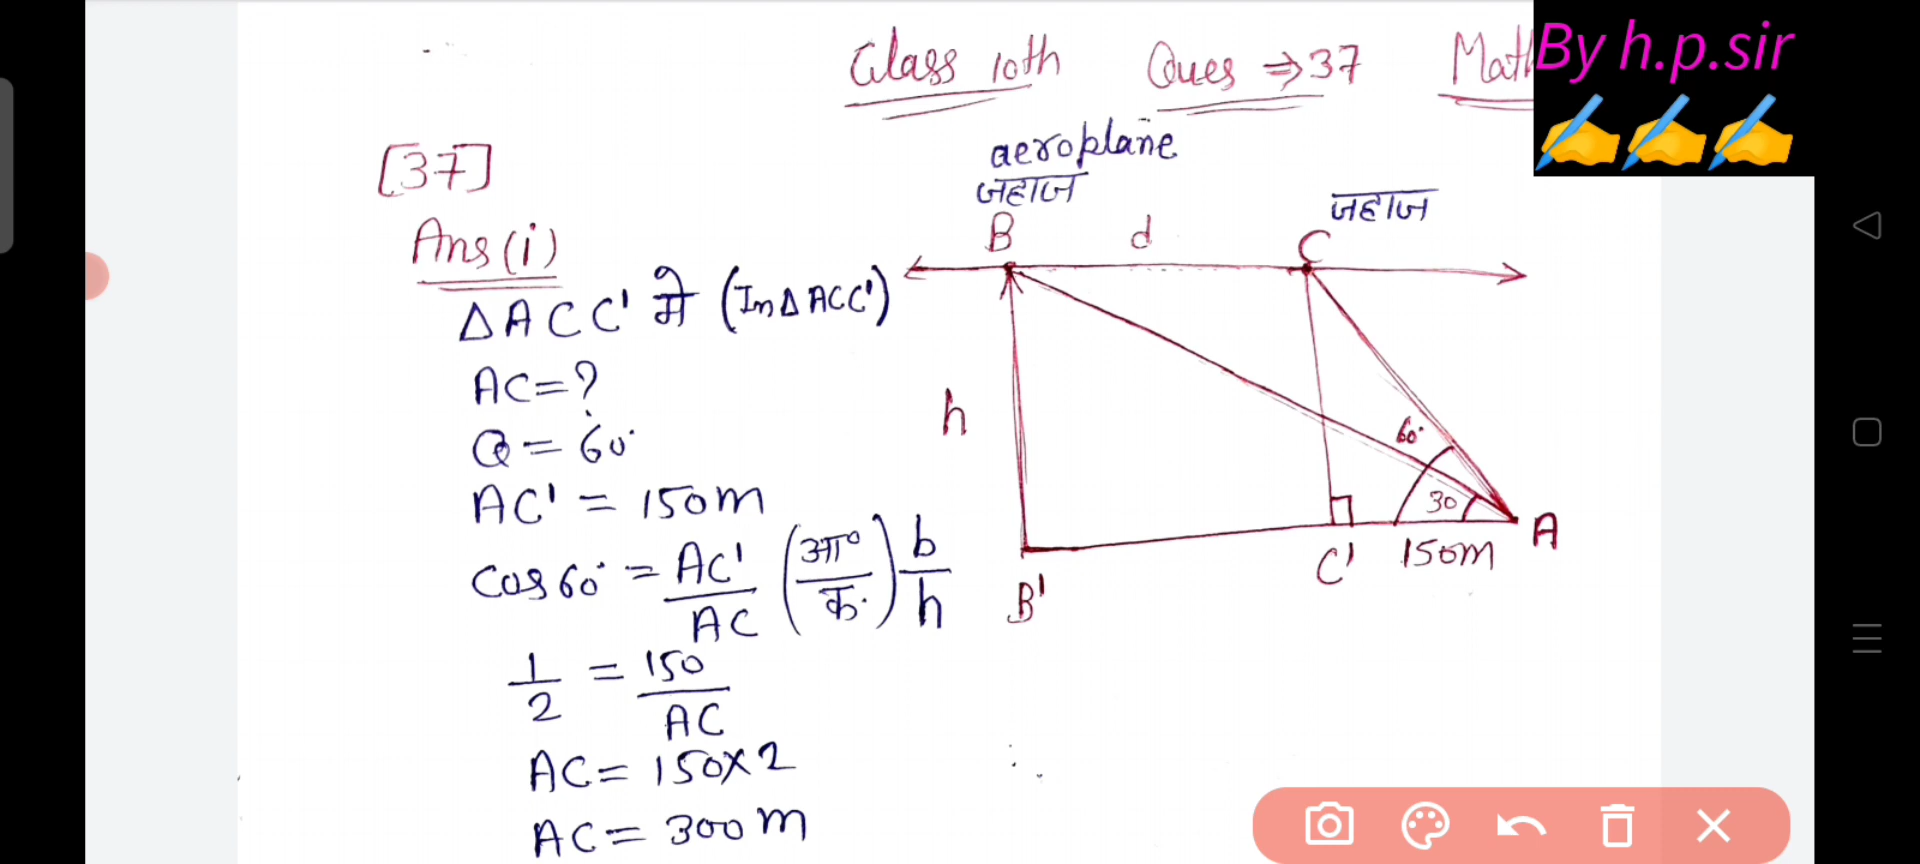 Class 10th Ques ⇒ 37 Math
By h.p.sir
[37]
aeroplane
जहाज
जहाज
Ans (i)
B d C
ΔACC' मे (In Δ ACC')
AC = ?
h
60°
Q = 60°
30
AC' = 150m
A
C' 150m
B'
Cos 60° = AC'/AC (आ०/क.) b/h
1/2 = 150/AC
AC = 150×2
AC = 300 m